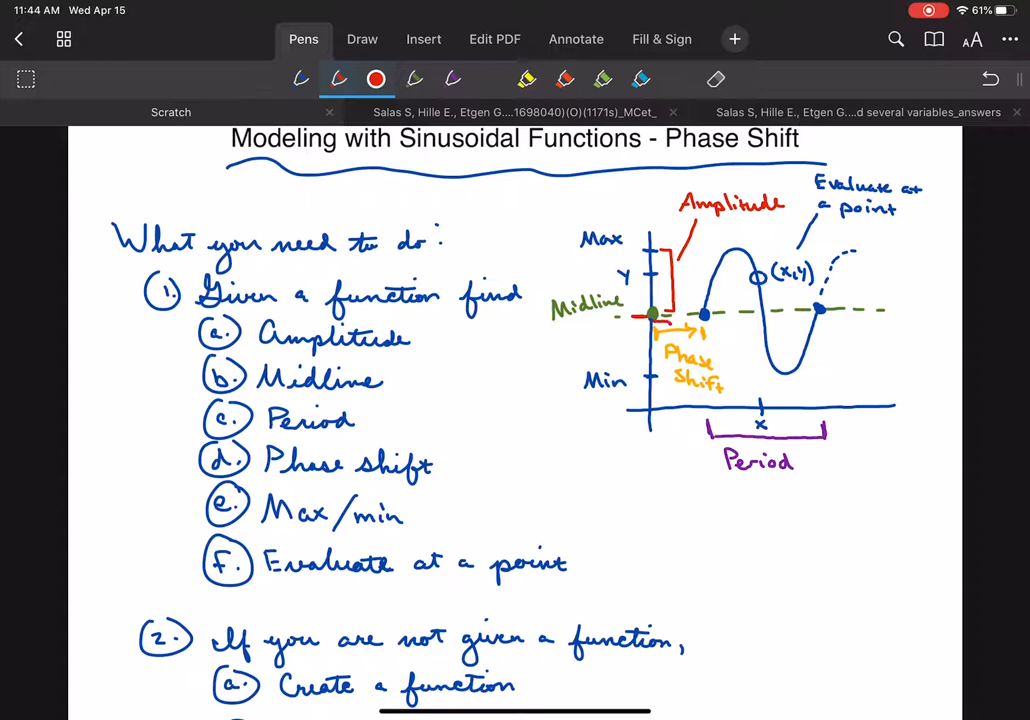 11:44 AM Wed Apr 15
61%
Pens Draw Insert Edit PDF Annotate Fill & Sign
Scratch
Salas S, Hille E., Etgen G....1698040)(O)(1171s)_MCet_
Salas S, Hille E., Etgen G....d several variables_answers
Modeling with Sinusoidal Functions - Phase Shift
What you need to do:
1. Given a function find
a. Amplitude
b. Midline
c. Period
d. Phase shift
e. Max/min
f. Evaluate at a point
2. If you are not given a function,
a. Create a function
Amplitude
Evaluate at
a point
Max
Y
(x,y)
Midline
Phase
shift
Min
x
Period